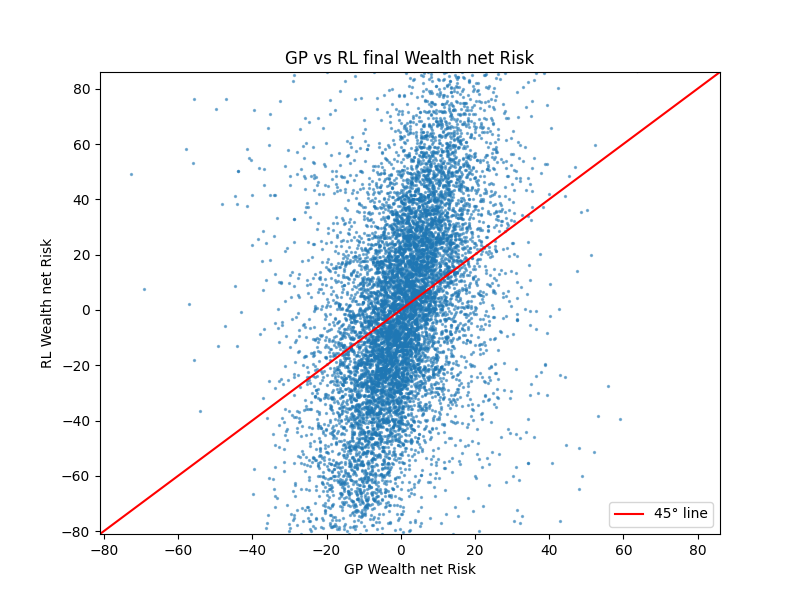 GP vs RL final Wealth net Risk
RL Wealth net Risk
80
60
40
20
0
−20
−40
−60
−80
−80 −60 −40 −20 0 20 40 60 80
GP Wealth net Risk
45° line